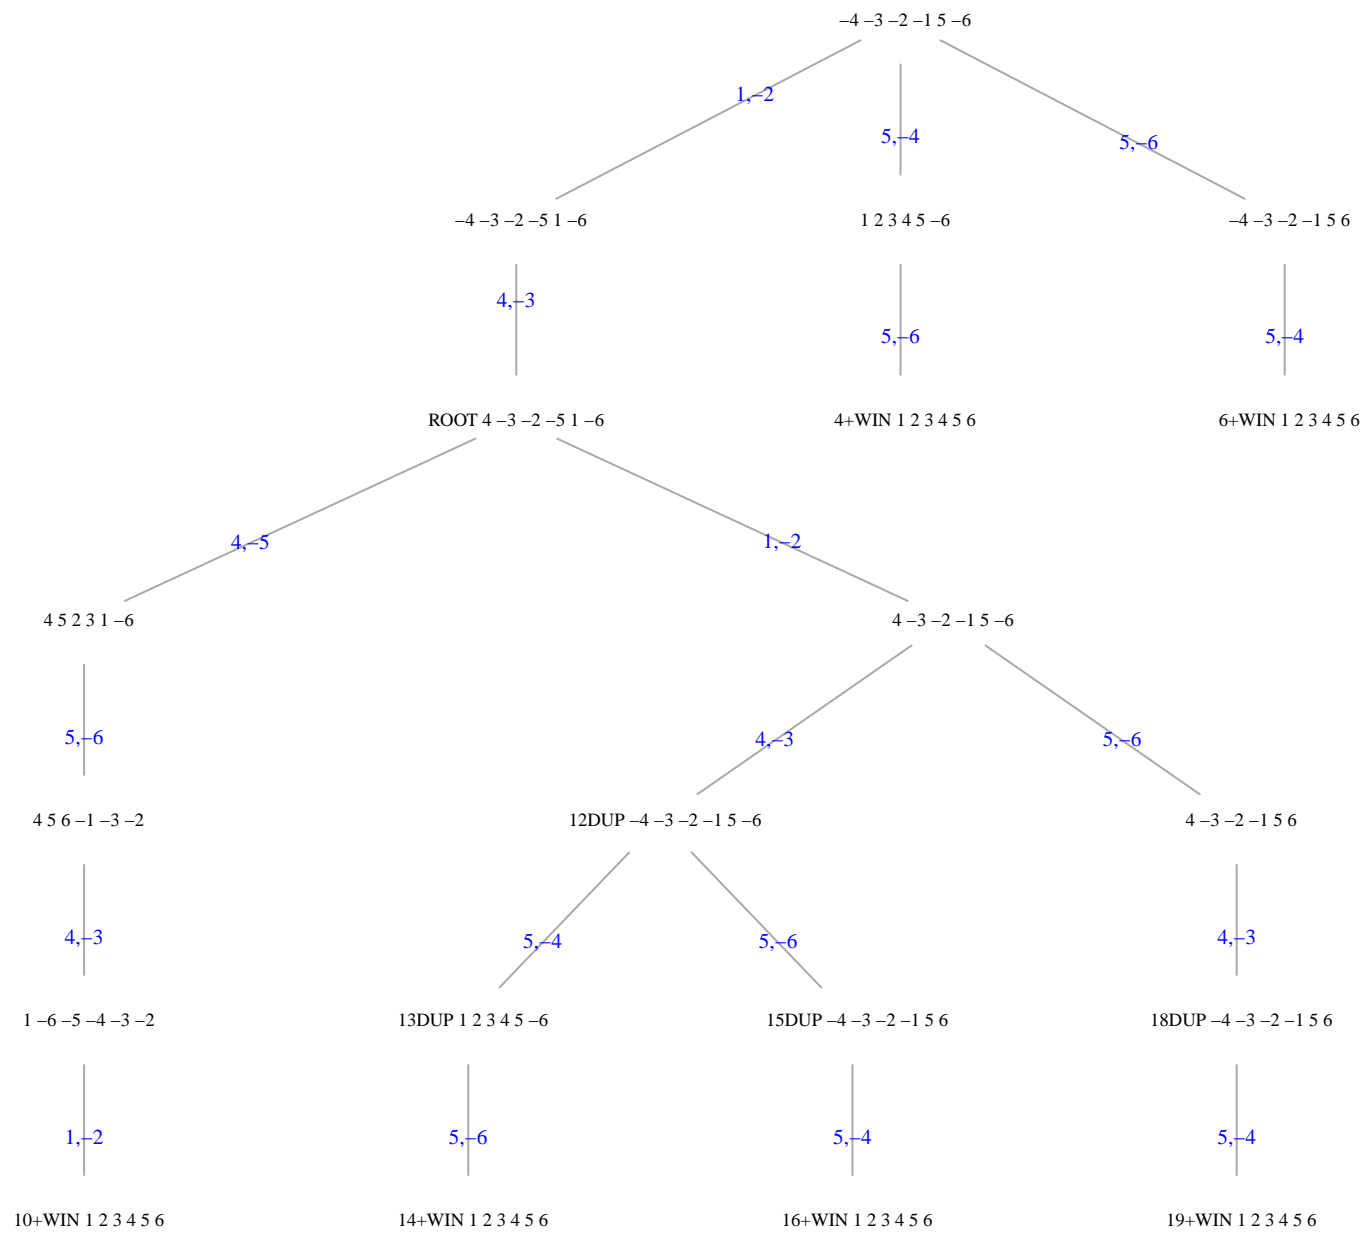 –4 –3 –2 –1 5 –6
1,–2
5,–4
5,–6
–4 –3 –2 –5 1 –6
1 2 3 4 5 –6
–4 –3 –2 –1 5 6
4,–3
5,–6
5,–4
ROOT 4 –3 –2 –5 1 –6
4+WIN 1 2 3 4 5 6
6+WIN 1 2 3 4 5 6
4,–5
1,–2
4 5 2 3 1 –6
4 –3 –2 –1 5 –6
5,–6
4,–3
5,–6
4 5 6 –1 –3 –2
12DUP –4 –3 –2 –1 5 –6
4 –3 –2 –1 5 6
4,–3
5,–4
5,–6
4,–3
1 –6 –5 –4 –3 –2
13DUP 1 2 3 4 5 –6
15DUP –4 –3 –2 –1 5 6
18DUP –4 –3 –2 –1 5 6
1,–2
5,–6
5,–4
5,–4
10+WIN 1 2 3 4 5 6
14+WIN 1 2 3 4 5 6
16+WIN 1 2 3 4 5 6
19+WIN 1 2 3 4 5 6